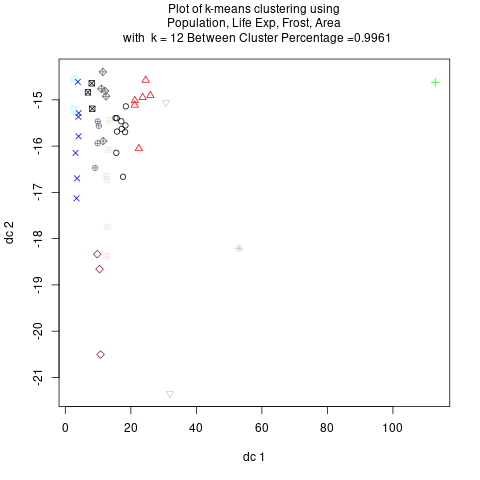 Plot of k-means clustering using
Population, Life Exp, Frost, Area
with  k = 12 Between Cluster Percentage =0.9961
-15
-16
-17
-18
-19
-20
-21
dc 2
0
20
40
60
80
100
dc 1